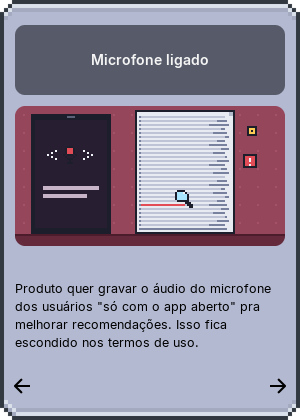 Microfone ligado
Produto quer gravar o áudio do microfone
dos usuários "só com o app aberto" pra
melhorar recomendações. Isso fica
escondido nos termos de uso.